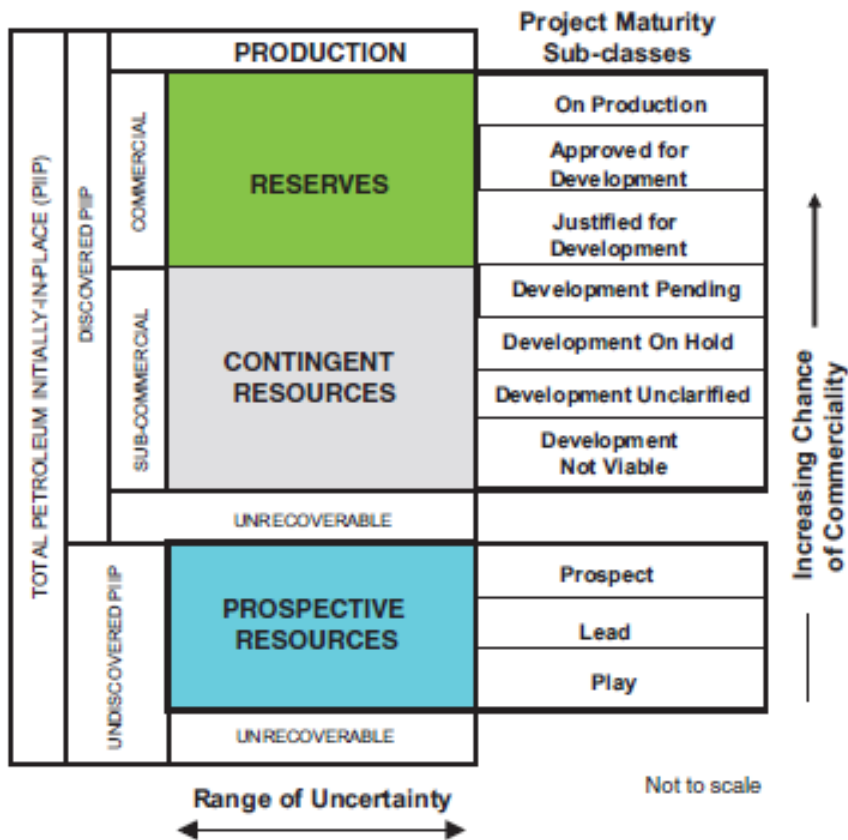 Project Maturity
Sub-classes
PRODUCTION
TOTAL PETROLEUM INITIALLY-IN-PLACE (PIIP)
DISCOVERED PIIP
COMMERCIAL
RESERVES
On Production
Approved for
Development
Justified for
Development
SUB-COMMERCIAL
CONTINGENT
RESOURCES
Development Pending
Development On Hold
Development Unclarified
Development
Not Viable
UNRECOVERABLE
UNDISCOVERED PIIP
PROSPECTIVE
RESOURCES
Prospect
Lead
Play
UNRECOVERABLE
Increasing Chance
of Commerciality
Not to scale
Range of Uncertainty